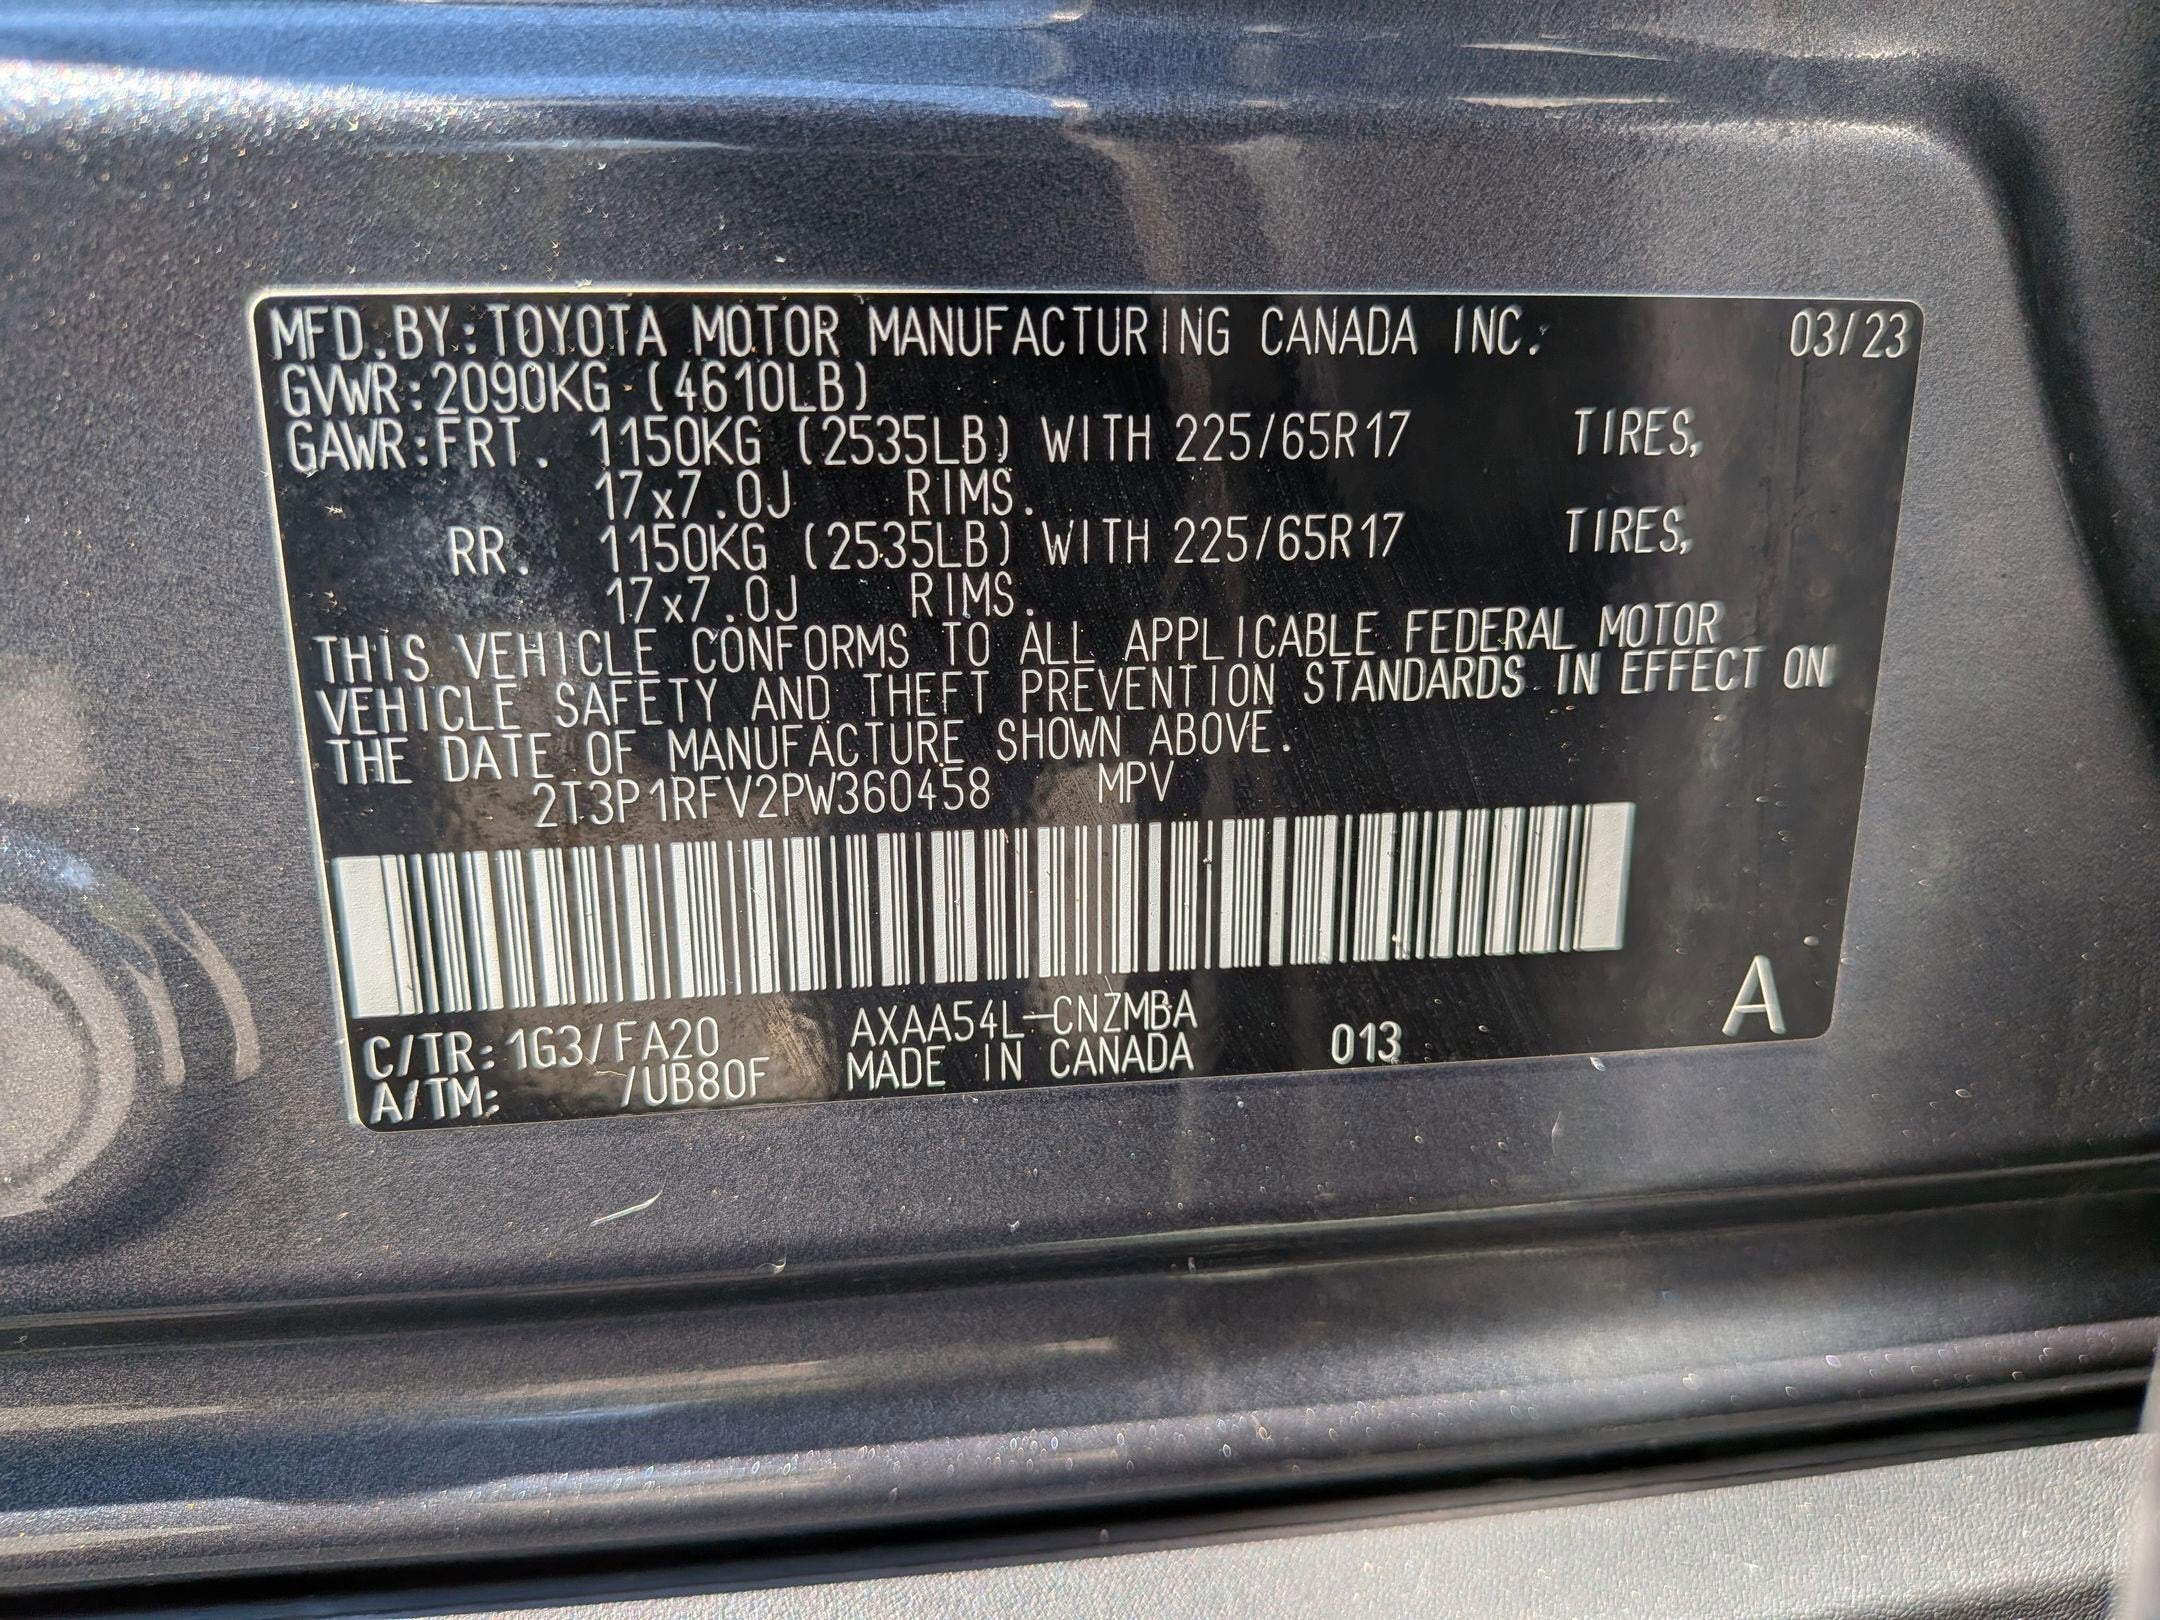 MFD.BY:TOYOTA MOTOR MANUFACTURING CANADA INC. 03/23
GVWR:2090KG (4610LB)
GAWR:FRT. 1150KG (2535LB) WITH 225/65R17 TIRES,
17x7.0J RIMS.
RR. 1150KG (2535LB) WITH 225/65R17 TIRES,
17x7.0J RIMS.
THIS VEHICLE CONFORMS TO ALL APPLICABLE FEDERAL MOTOR
VEHICLE SAFETY AND THEFT PREVENTION STANDARDS IN EFFECT ON
THE DATE OF MANUFACTURE SHOWN ABOVE.
2T3P1RFV2PW360458 MPV
C/TR:1G3/FA20 AXAA54L-CNZMBA
A/TM: /UB80F MADE IN CANADA 013 A